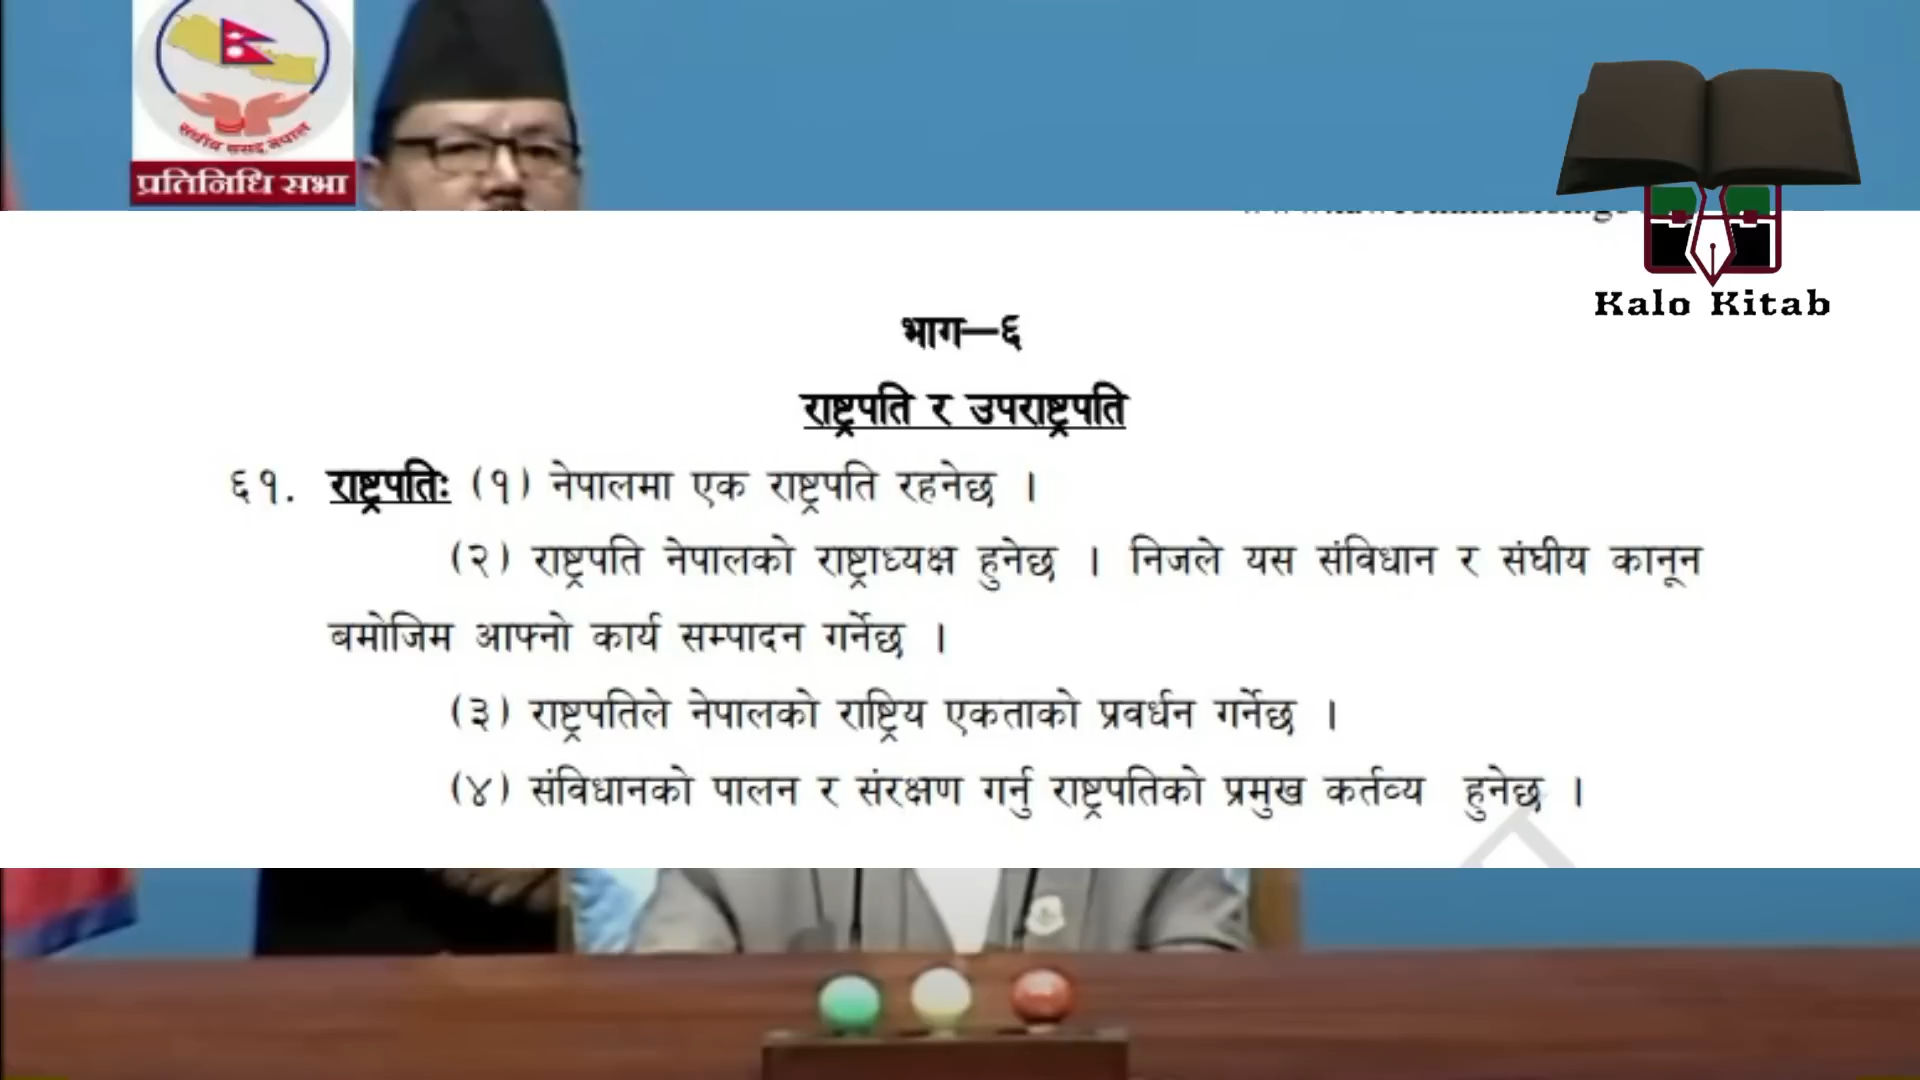 संघीय संसद नेपाल
प्रतिनिधि सभा
Kalo Kitab
भाग—६
राष्ट्रपति र उपराष्ट्रपति
६१. राष्ट्रपतिः (१) नेपालमा एक राष्ट्रपति रहनेछ ।
(२) राष्ट्रपति नेपालको राष्ट्राध्यक्ष हुनेछ । निजले यस संविधान र संघीय कानून
बमोजिम आफ्नो कार्य सम्पादन गर्नेछ ।
(३) राष्ट्रपतिले नेपालको राष्ट्रिय एकताको प्रवर्धन गर्नेछ ।
(४) संविधानको पालन र संरक्षण गर्नु राष्ट्रपतिको प्रमुख कर्तव्य हुनेछ ।